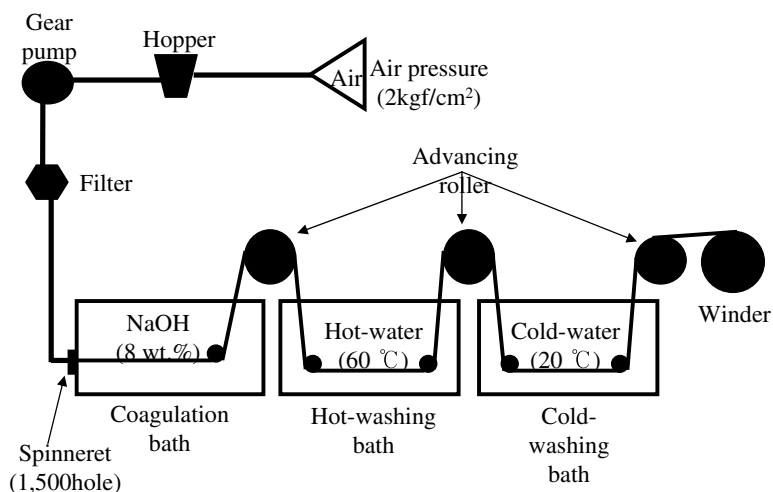 Gear
pump
Hopper
Air
Air pressure
(2kgf/cm²)
Filter
Advancing
roller
NaOH
(8 wt.%)
Hot-water
(60 ℃)
Cold-water
(20 ℃)
Winder
Coagulation
bath
Hot-washing
bath
Cold-
washing
bath
Spinneret
(1,500hole)